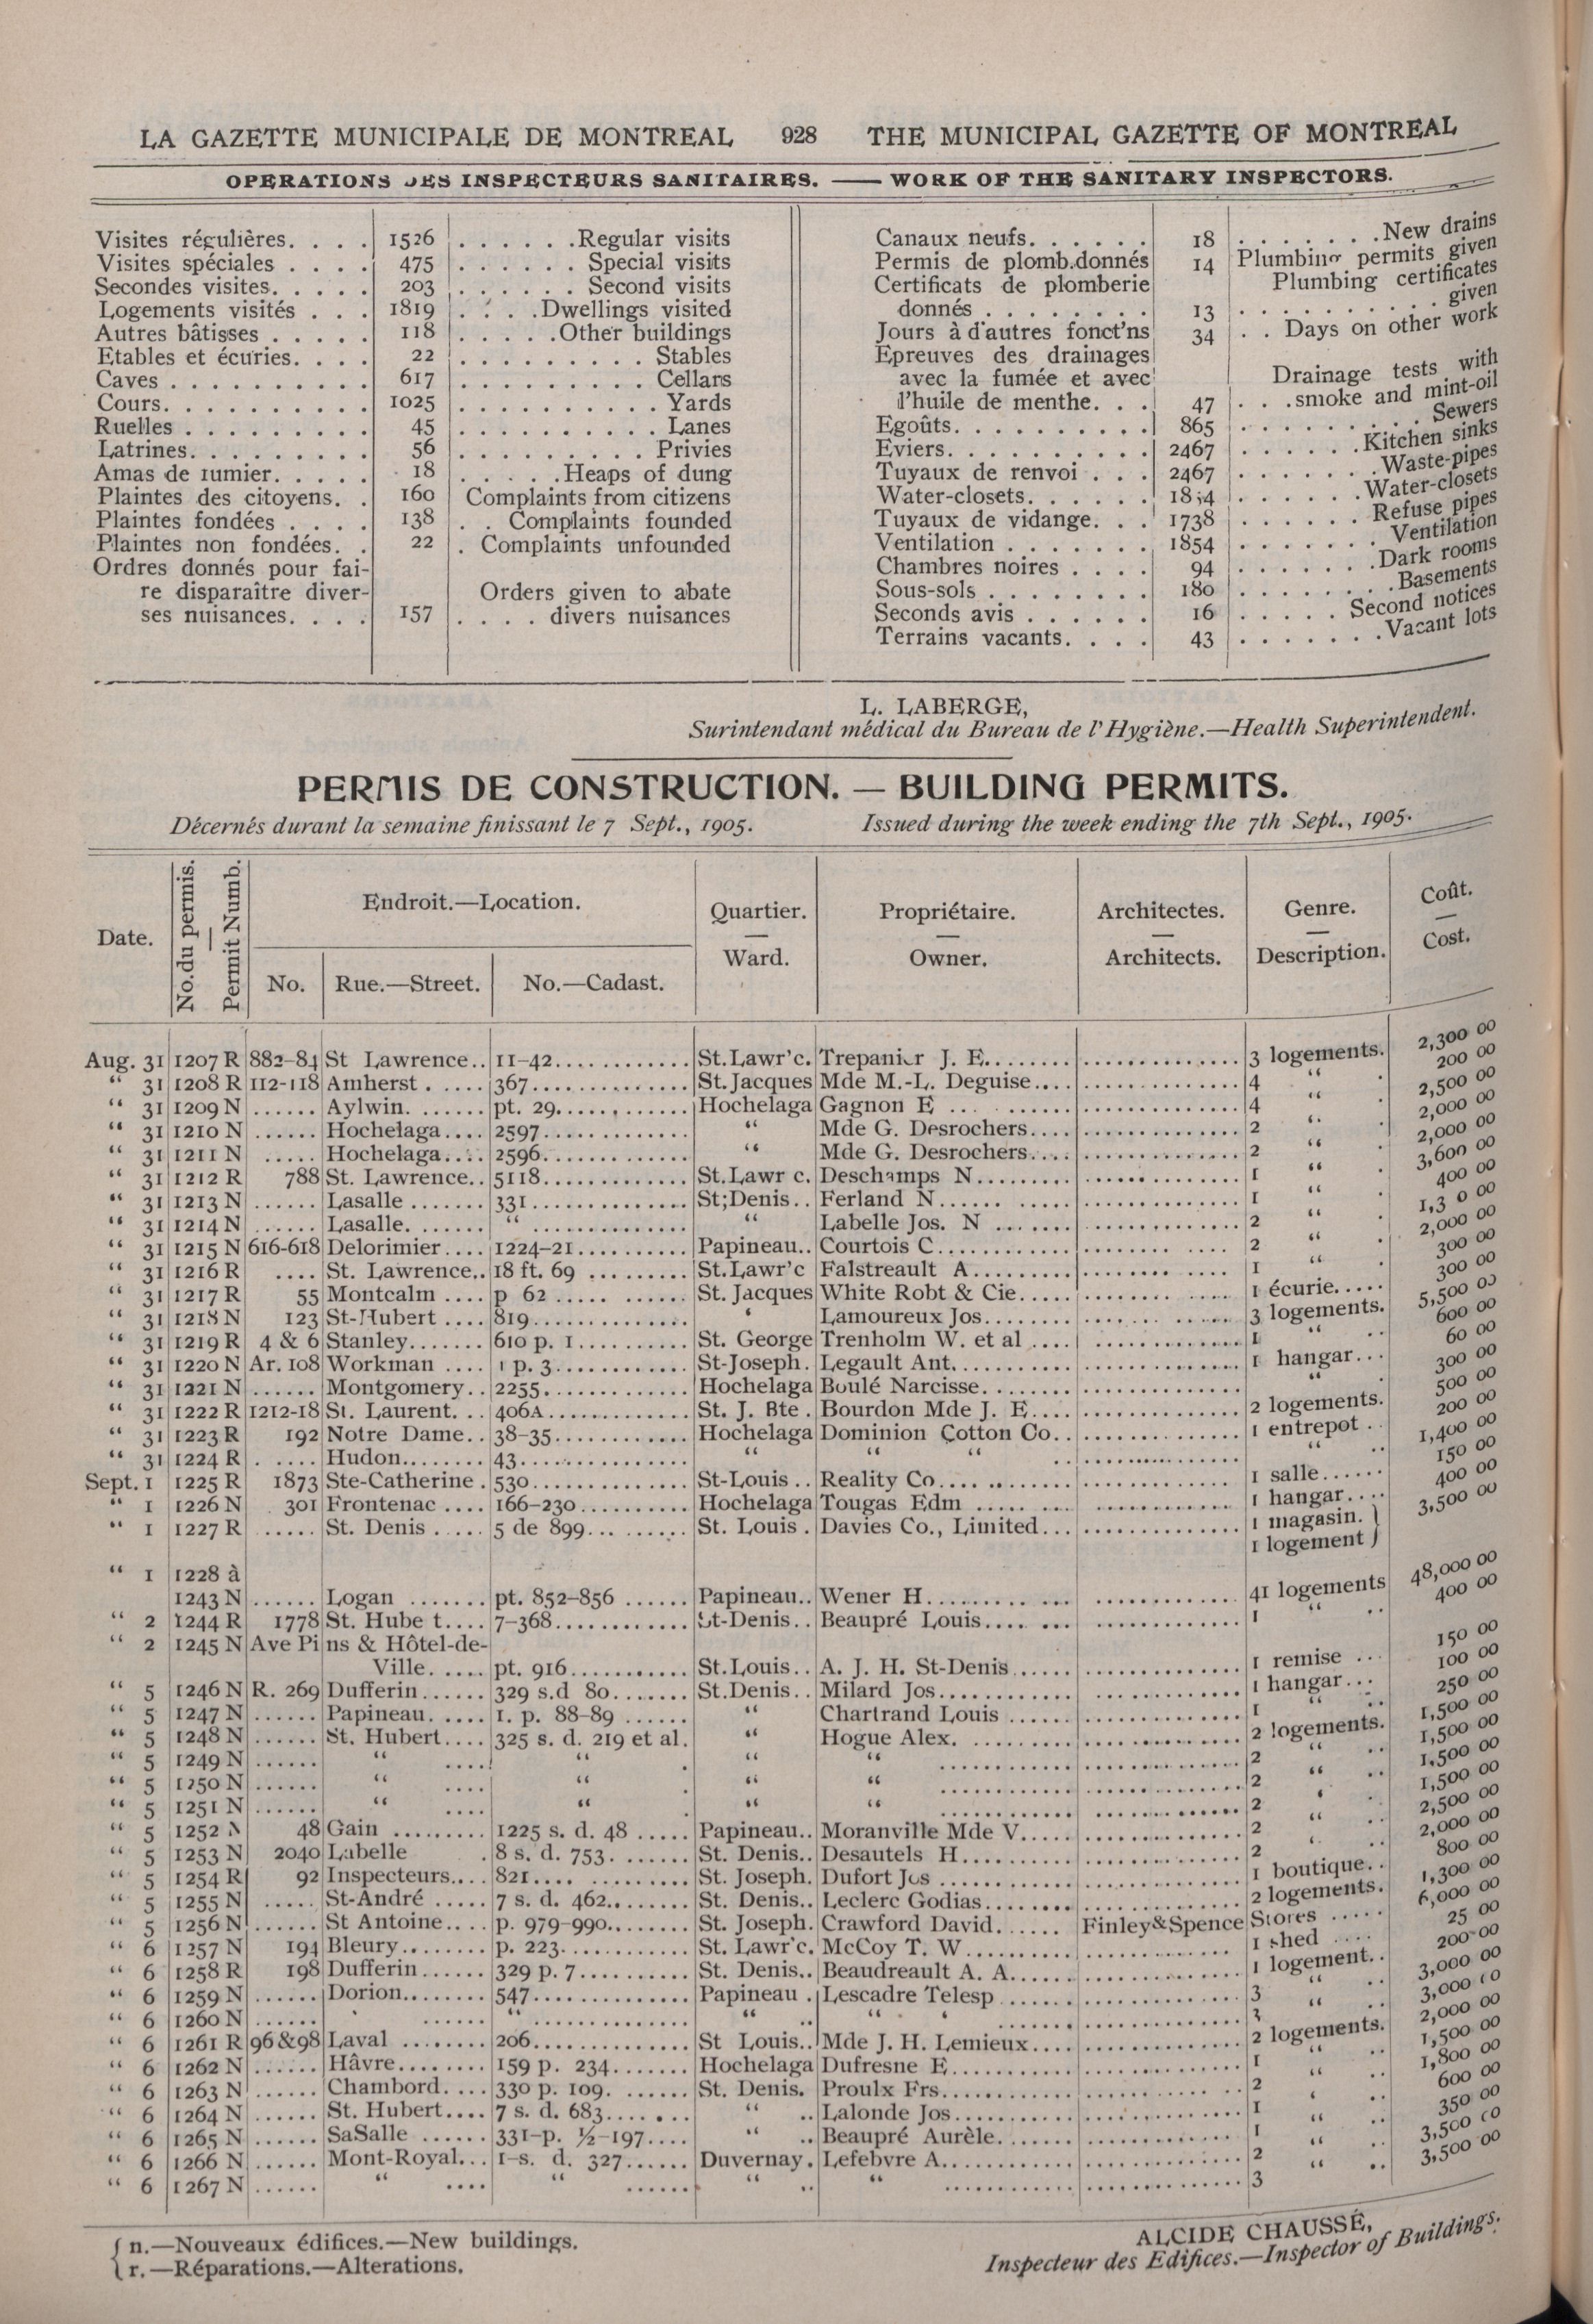 LA GAZETTE MUNICIPALE DE MONTREAL 928 THE MUNICIPAL GAZETTE OF MONTREAL
OPERATIONS DES INSPECTEURS SANITAIRES. —— WORK OF THE SANITARY INSPECTORS.
Visites régulières. . . . 1526 . . . . . . .Regular visits
Visites spéciales . . . . 475 . . . . . . Special visits
Secondes visites. . . . . 203 . . . . . . Second visits
Logements visités . . . 1819 . . . .Dwellings visited
Autres bâtisses . . . . . 118 . . . . .Other buildings
Etables et écuries. . . . 22 . . . . . . . . . Stables
Caves . . . . . . . . . . 617 . . . . . . . . . Cellars
Cours. . . . . . . . . . 1025 . . . . . . . . . . Yards
Ruelles . . . . . . . . . 45 . . . . . . . . . . Lanes
Latrines. . . . . . . . . 56 . . . . . . . . . Privies
Amas de fumier. . . . . 18 . . . . .Heaps of dung
Plaintes des citoyens. . 160 Complaints from citizens
Plaintes fondées . . . . 138 . . Complaints founded
Plaintes non fondées. . 22 . Complaints unfounded
Ordres donnés pour fai-
re disparaître diver- Orders given to abate
ses nuisances. . . . 157 . . . . divers nuisances
Canaux neufs. . . . . . 18 . . . . . . .New drains
Permis de plomb.donnés 14 Plumbing permits given
Certificats de plomberie Plumbing certificates
donnés . . . . . . . . 13 . . . . . . . . given
Jours à d'autres fonct'ns 34 . . Days on other work
Epreuves des drainages
avec la fumée et avec Drainage tests with
l'huile de menthe. . . 47 . . .smoke and mint-oil
Egoûts. . . . . . . . . . 865 . . . . . . . . . Sewers
Eviers. . . . . . . . . . 2467 . . . . . .Kitchen sinks
Tuyaux de renvoi . . . 2467 . . . . . . .Waste-pipes
Water-closets. . . . . . 18 4 . . . . . .Water-closets
Tuyaux de vidange. . . 1738 . . . . . . Refuse pipes
Ventilation . . . . . . . 1854 . . . . . . . Ventilation
Chambres noires . . . . 94 . . . . . . .Dark rooms
Sous-sols . . . . . . . . 180 . . . . . . . .Basements
Seconds avis . . . . . . 16 . . . . . Second notices
Terrains vacants. . . . 43 . . . . . . .Vacant lots
L. LABERGE,
Surintendant médical du Bureau de l'Hygiène.—Health Superintendent.
PERMIS DE CONSTRUCTION. — BUILDING PERMITS.
Décernés durant la semaine finissant le 7 Sept., 1905. Issued during the week ending the 7th Sept., 1905.
Date. No. du permis. — Permit Numb. Endroit.—Location. Quartier. — Ward. Propriétaire. — Owner. Architectes. — Architects. Genre. — Description. Coût. — Cost.
No. Rue.—Street. No.—Cadast.
Aug. 31 1207 R 882-84 St Lawrence.. 11-42 St.Lawr'c. Trepanier J. E. 3 logements. 2,300 00
" 31 1208 R 112-118 Amherst 367 St.Jacques Mde M.-L. Deguise 4 " 200 00
" 31 1209 N Aylwin. pt. 29 Hochelaga Gagnon E 4 " 2,500 00
" 31 1210 N Hochelaga 2597 " Mde G. Desrochers 2 " 2,000 00
" 31 1211 N Hochelaga 2596 " Mde G. Desrochers 2 " 2,000 00
" 31 1212 R 788 St. Lawrence.. 5118 St.Lawr c. Deschamps N 1 " 3,600 00
" 31 1213 N Lasalle 331 St;Denis.. Ferland N 1 " 400 00
" 31 1214 N Lasalle. " " Labelle Jos. N 2 " 1,3 0 00
" 31 1215 N 616-618 Delorimier 1224-21 Papineau.. Courtois C 2 " 2,000 00
" 31 1216 R St. Lawrence.. 18 ft. 69 St.Lawr'c Falstreault A 1 " 300 00
" 31 1217 R 55 Montcalm p 62 St. Jacques White Robt & Cie. 1 écurie 300 00
" 31 1218 N 123 St-Hubert 819 ' Lamoureux Jos. 3 logements. 5,500 00
" 31 1219 R 4 & 6 Stanley 610 p. 1 St. George Trenholm W. et al 1 " 600 00
" 31 1220 N Ar. 108 Workman 1 p. 3 St-Joseph. Legault Ant. 1 hangar... 60 00
" 31 1221 N Montgomery.. 2255 Hochelaga Boulé Narcisse. " 300 00
" 31 1222 R 1212-18 St. Laurent. 406A St. J. Bte . Bourdon Mde J. E. 2 logements. 500 00
" 31 1223 R 192 Notre Dame.. 38-35 Hochelaga Dominion Cotton Co.. 1 entrepot 200 00
" 31 1224 R Hudon 43 " " " " 1,400 00
Sept. 1 1225 R 1873 Ste-Catherine . 530 St-Louis .. Reality Co. 1 salle 150 00
" 1 1226 N 301 Frontenac 166-230 Hochelaga Tougas Edm 1 hangar 400 00
" 1 1227 R St. Denis 5 de 899 St. Louis . Davies Co., Limited 1 magasin. } 3,500 00
1 logement }
" 1 1228 à
1243 N Logan pt. 852-856 Papineau.. Wener H 41 logements 48,000 00
" 2 1244 R 1778 St. Hube t 7-368 St-Denis.. Beaupré Louis 1 " 400 00
" 2 1245 N Ave Pins & Hôtel-de-
Ville. pt. 916 St.Louis.. A. J. H. St-Denis 1 remise 150 00
" 5 1246 N R. 269 Dufferin 329 s.d 80 St.Denis.. Milard Jos. 1 hangar 100 00
" 5 1247 N Papineau. 1. p. 88-89 " Chartrand Louis 1 " 250 00
" 5 1248 N St. Hubert 325 s. d. 219 et al. " Hogue Alex. 2 logements. 1,500 00
" 5 1249 N " " " " 2 " 1,500 00
" 5 1250 N " " " " 2 " 1,500 00
" 5 1251 N " " " " 2 ' 1,500 00
" 5 1252 N 48 Gain 1225 s. d. 48 Papineau.. Moranville Mde V. 2 " 2,500 00
" 5 1253 N 2040 Labelle 8 s. d. 753 St. Denis.. Desautels H. 2 ' 2,000 00
" 5 1254 R 92 Inspecteurs 821 St. Joseph. Dufort Jos 1 boutique.. 800 00
" 5 1255 N St-André 7 s. d. 462 St. Denis.. Leclerc Godias 2 logements. 1,300 00
" 5 1256 N St Antoine p. 979-990 St. Joseph. Crawford David Finley&Spence Stores 6,000 00
" 6 1257 N 194 Bleury p. 223 St. Lawr'c. McCoy T. W 1 shed 25 00
" 6 1258 R 198 Dufferin 329 p. 7 St. Denis.. Beaudreault A. A. 1 logement.. 200 00
" 6 1259 N Dorion 547 Papineau . Lescadre Telesp 3 " 3,000 00
" 6 1260 N ' " " " ' 3 " 3,000 00
" 6 1261 R 96&98 Laval 206 St Louis.. Mde J. H. Lemieux 2 logements. 2,000 00
" 6 1262 N Hâvre 159 p. 234 Hochelaga Dufresne E. 1 " 1,500 00
" 6 1263 N Chambord. 330 p. 109. St. Denis. Proulx Frs. 2 " 1,800 00
" 6 1264 N St. Hubert 7 s. d. 683 " .. Lalonde Jos. 1 ' 600 00
" 6 1265 N SaSalle 331-p. ½-197 " .. Beaupré Aurèle. 1 " 350 00
" 6 1266 N Mont-Royal 1-s. d. 327 Duvernay. Lefebvre A. 2 " 3,500 00
" 6 1267 N " " " " 3 " 3,500 00
{ n.—Nouveaux édifices.—New buildings.
{ r.—Réparations.—Alterations.
ALCIDE CHAUSSÉ,
Inspecteur des Edifices.—Inspector of Buildings.